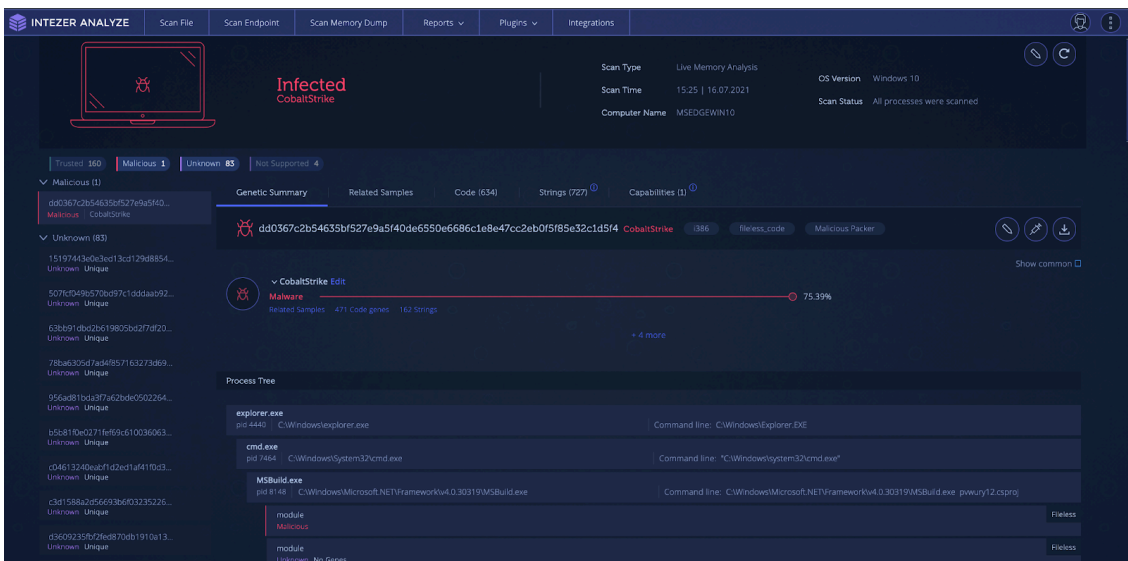 INTEZER ANALYZE
Scan File
Scan Endpoint
Scan Memory Dump
Reports
Plugins
Integrations
Infected
CobaltStrike
Scan Type Live Memory Analysis
Scan Time 15:25 | 16.07.2021
Computer Name MSEDGEWIN10
OS Version Windows 10
Scan Status All processes were scanned
Trusted 160
Malicious 1
Unknown 83
Not Supported 4
Malicious (1)
dd0367c2b54635bf527e9a5f40...
Malicious | CobaltStrike
Unknown (83)
15197443e0e3ed13cd129d8854...
Unknown Unique
507fcf049b570bd97c1dddaab92...
Unknown Unique
63bb91dbd2b619805bd2f7df20...
Unknown Unique
78ba6305d7ad4f857163273d69...
Unknown Unique
956ad81bda3f7a62bde0502264...
Unknown Unique
b5b81f0e0271fef69c610036063...
Unknown Unique
c04613240eabf1d2ed1af41f0d3...
Unknown Unique
c3d1588a2d56693b6f03235226...
Unknown Unique
d3609235fbf2fed870db1910a13...
Unknown Unique
Genetic Summary
Related Samples
Code (634)
Strings (727)
Capabilities (1)
dd0367c2b54635bf527e9a5f40de6550e6686c1e8e47cc2eb0f5f85e32c1d5f4 CobaltStrike i386 fileless_code Malicious Packer
Show common
CobaltStrike Edit
Malware 75.39%
Related Samples 471 Code genes 162 Strings
+ 4 more
Process Tree
explorer.exe
pid 4440 | C:\Windows\explorer.exe | Command line: C:\Windows\Explorer.EXE
cmd.exe
pid 7464 | C:\Windows\System32\cmd.exe | Command line: "C:\Windows\system32\cmd.exe"
MSBuild.exe
pid 8148 | C:\Windows\Microsoft.NET\Framework\v4.0.30319\MSBuild.exe | Command line: C:\Windows\Microsoft.NET\Framework\v4.0.30319\MSBuild.exe pvwury12.csproj
module Fileless
Malicious
module Fileless
Unknown No Genes